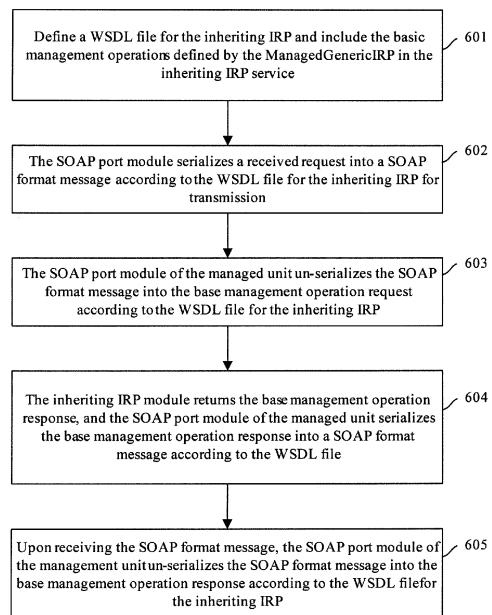 Define a WSDL file for the inheriting IRP and include the basic
management operations defined by the ManagedGenericIRP in the
inheriting IRP service
601
The SOAP port module serializes a received request into a SOAP
format message according to the WSDL file for the inheriting IRP for
transmission
602
The SOAP port module of the managed unit un-serializes the SOAP
format message into the base management operation request
according to the WSDL file for the inheriting IRP
603
The inheriting IRP module returns the base management operation
response, and the SOAP port module of the managed unit serializes
the base management operation response into a SOAP format
message according to the WSDL file
604
Upon receiving the SOAP format message, the SOAP port module of
the management unit un-serializes the SOAP format message into the
base management operation response according to the WSDL filefor
the inheriting IRP
605